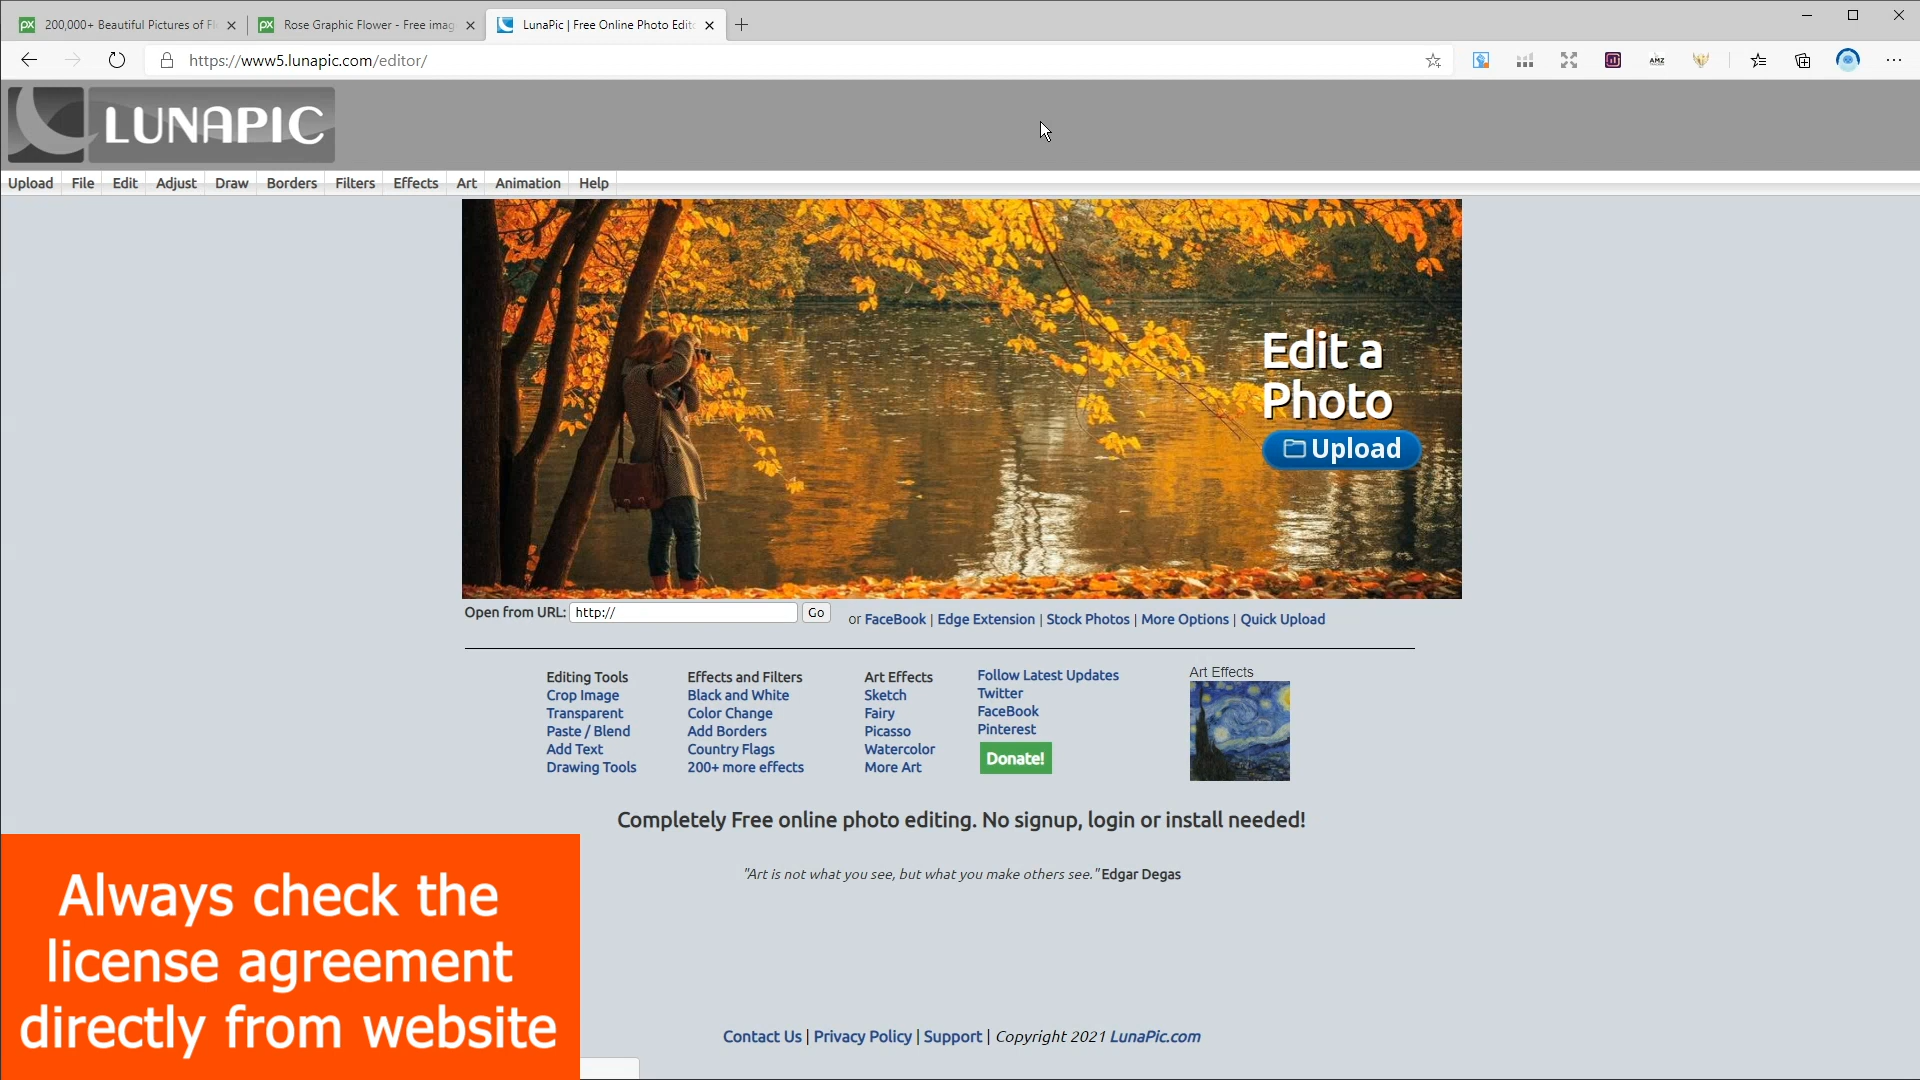 200,000+ Beautiful Pictures of Fl
Rose Graphic Flower - Free imag
LunaPic | Free Online Photo Edito
https://www5.lunapic.com/editor/
AMZ
LUNAPIC
Upload File Edit Adjust Draw Borders Filters Effects Art Animation Help
Edit a
Photo
Upload
Open from URL: http:// Go or FaceBook | Edge Extension | Stock Photos | More Options | Quick Upload
Editing Tools
Crop Image
Transparent
Paste / Blend
Add Text
Drawing Tools
Effects and Filters
Black and White
Color Change
Add Borders
Country Flags
200+ more effects
Art Effects
Sketch
Fairy
Picasso
Watercolor
More Art
Follow Latest Updates
Twitter
FaceBook
Pinterest
Donate!
Art Effects
Completely Free online photo editing. No signup, login or install needed!
"Art is not what you see, but what you make others see." Edgar Degas
Always check the
license agreement
directly from website
Contact Us | Privacy Policy | Support | Copyright 2021 LunaPic.com